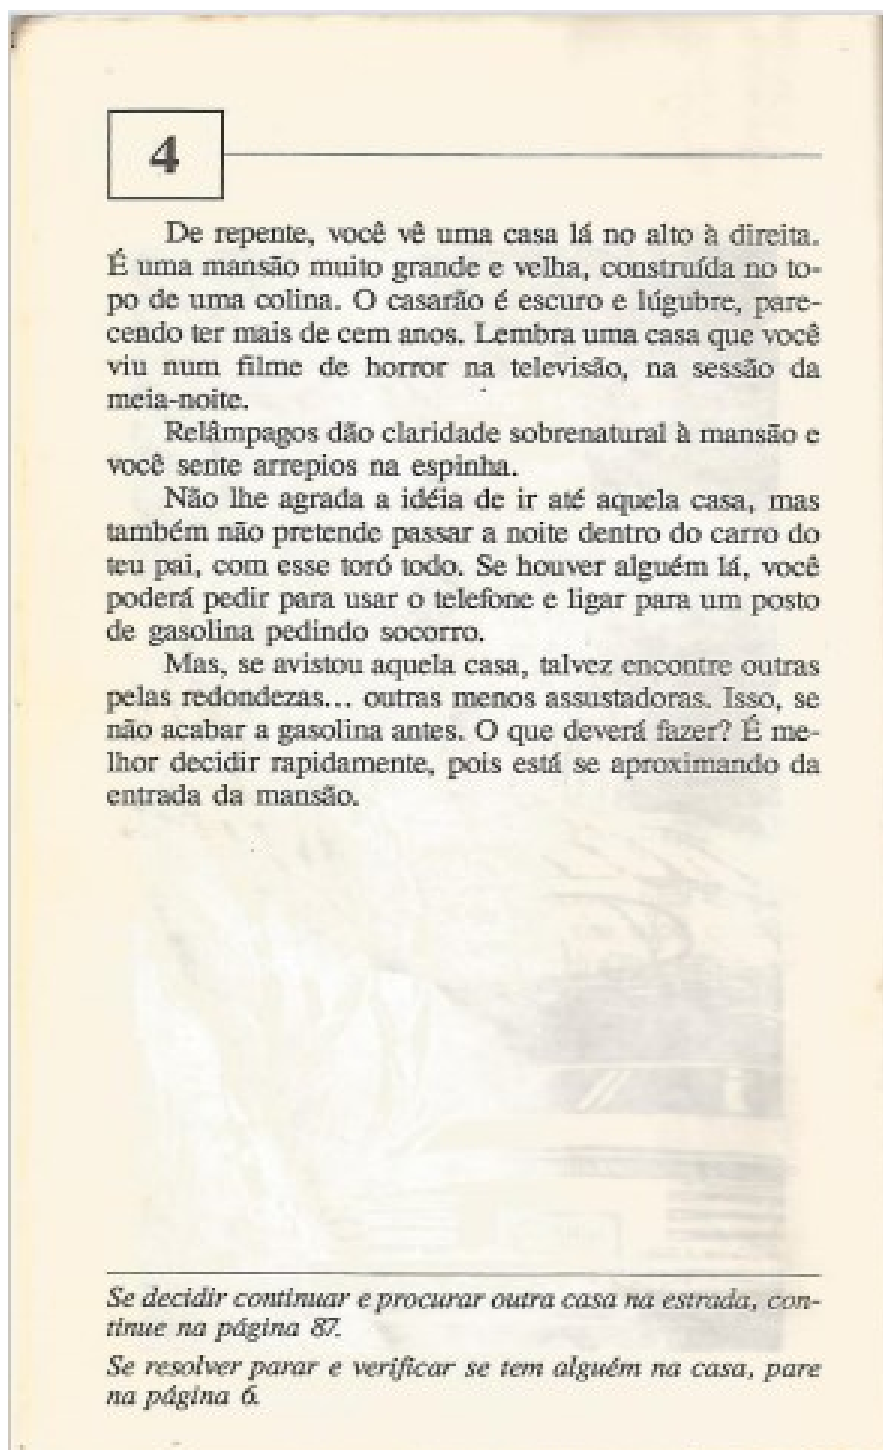 4
De repente, você vê uma casa lá no alto à direita.
É uma mansão muito grande e velha, construída no to-
po de uma colina. O casarão é escuro e lúgubre, pare-
cendo ter mais de cem anos. Lembra uma casa que você
viu num filme de horror na televisão, na sessão da
meia-noite.
Relâmpagos dão claridade sobrenatural à mansão e
você sente arrepios na espinha.
Não lhe agrada a idéia de ir até aquela casa, mas
também não pretende passar a noite dentro do carro do
teu pai, com esse toró todo. Se houver alguém lá, você
poderá pedir para usar o telefone e ligar para um posto
de gasolina pedindo socorro.
Mas, se avistou aquela casa, talvez encontre outras
pelas redondezas... outras menos assustadoras. Isso, se
não acabar a gasolina antes. O que deverá fazer? É me-
lhor decidir rapidamente, pois está se aproximando da
entrada da mansão.
Se decidir continuar e procurar outra casa na estrada, con-
tinue na página 87.
Se resolver parar e verificar se tem alguém na casa, pare
na página 6.